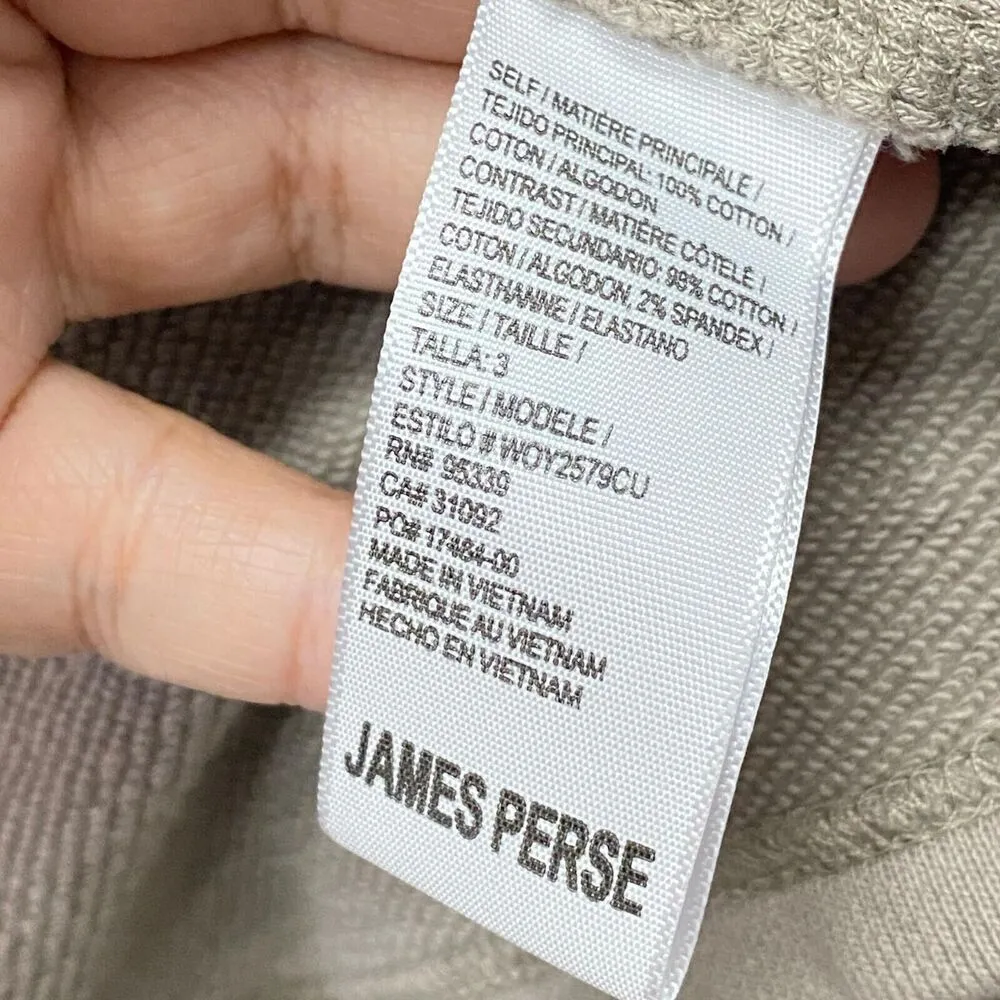 SELF / MATIÈRE PRINCIPALE /
TEJIDO PRINCIPAL: 100% COTTON /
COTON / ALGODON
CONTRAST / MATIÈRE CÔTELÉ /
TEJIDO SECUNDARIO: 98% COTTON /
COTON / ALGODON, 2% SPANDEX /
ELASTHANNE / ELASTANO
SIZE / TAILLE /
TALLA: 3
STYLE / MODELE /
ESTILO # WOY2579CU
RN# 95339
CA# 31092
PO# 17484-00
MADE IN VIETNAM
FABRIQUE AU VIETNAM
HECHO EN VIETNAM
JAMES PERSE